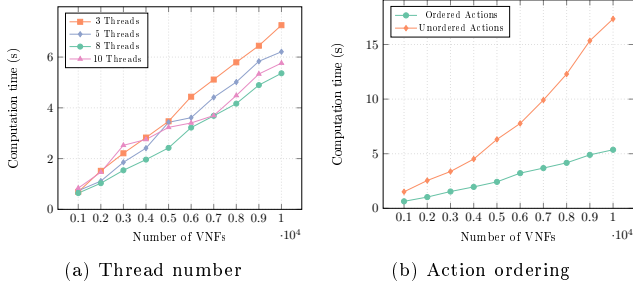 3 Threads
5 Threads
8 Threads
10 Threads
Computation time (s)
6
4
2
0
0.1 0.2 0.3 0.4 0.5 0.6 0.7 0.8 0.9 1
Number of VNFs
·10⁴
(a) Thread number
Ordered Actions
Unordered Actions
Computation time (s)
15
10
5
0
0.1 0.2 0.3 0.4 0.5 0.6 0.7 0.8 0.9 1
Number of VNFs
·10⁴
(b) Action ordering